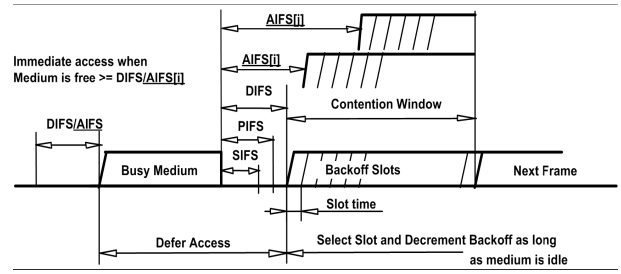 AIFS[j]
Immediate access when
Medium is free >= DIFS/AIFS[i]
AIFS[i]
DIFS
Contention Window
DIFS/AIFS
PIFS
SIFS
Busy Medium
Backoff Slots
Next Frame
Slot time
Defer Access
Select Slot and Decrement Backoff as long
as medium is idle